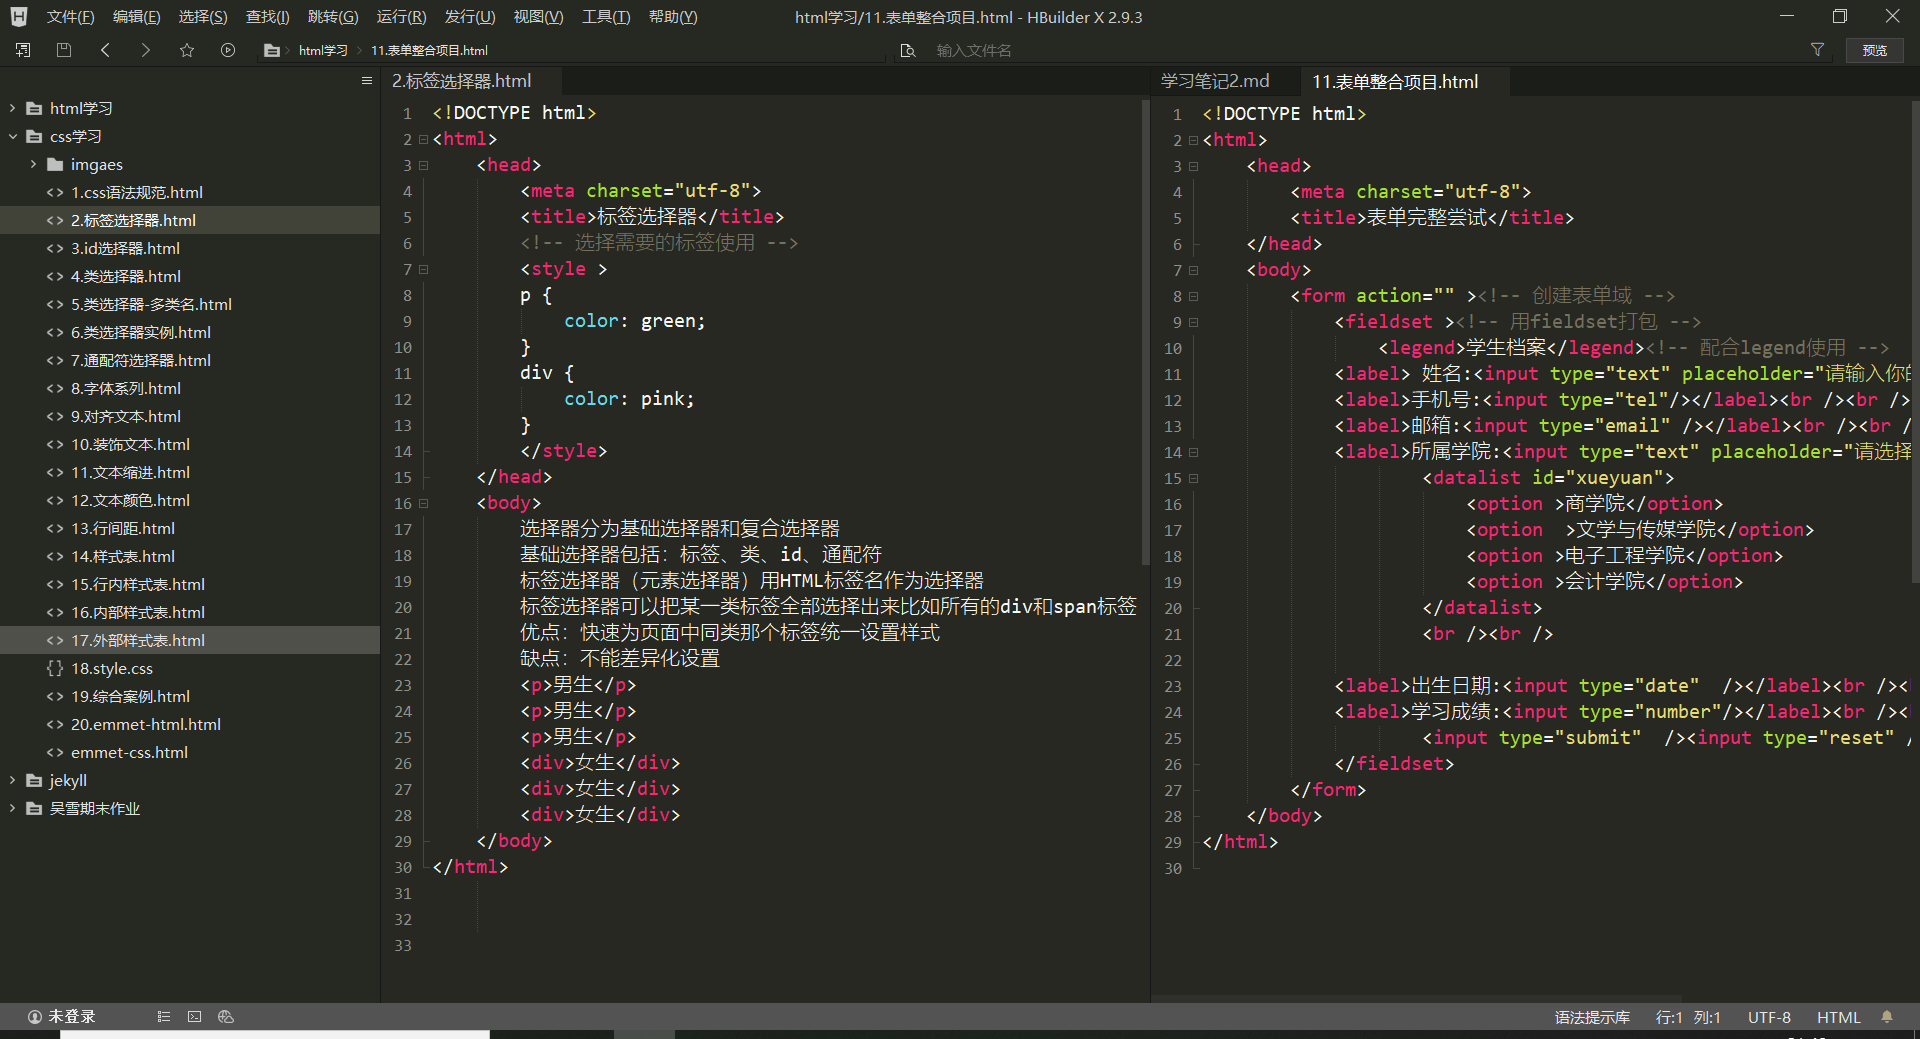 文件(F) 编辑(E) 选择(S) 查找(I) 跳转(G) 运行(R) 发行(U) 视图(V) 工具(T) 帮助(Y)
html学习/11.表单整合项目.html - HBuilder X 2.9.3
html学习 11.表单整合项目.html
输入文件名
预览
html学习
css学习
imgaes
<> 1.css语法规范.html
<> 2.标签选择器.html
<> 3.id选择器.html
<> 4.类选择器.html
<> 5.类选择器-多类名.html
<> 6.类选择器实例.html
<> 7.通配符选择器.html
<> 8.字体系列.html
<> 9.对齐文本.html
<> 10.装饰文本.html
<> 11.文本缩进.html
<> 12.文本颜色.html
<> 13.行间距.html
<> 14.样式表.html
<> 15.行内样式表.html
<> 16.内部样式表.html
<> 17.外部样式表.html
{} 18.style.css
<> 19.综合案例.html
<> 20.emmet-html.html
<> emmet-css.html
jekyll
吴雪期末作业
2.标签选择器.html
1 <!DOCTYPE html>
2 <html>
3 <head>
4 <meta charset="utf-8">
5 <title>标签选择器</title>
6 <!-- 选择需要的标签使用 -->
7 <style >
8 p {
9 color: green;
10 }
11 div {
12 color: pink;
13 }
14 </style>
15 </head>
16 <body>
17 选择器分为基础选择器和复合选择器
18 基础选择器包括：标签、类、id、通配符
19 标签选择器（元素选择器）用HTML标签名作为选择器
20 标签选择器可以把某一类标签全部选择出来比如所有的div和span标签
21 优点：快速为页面中同类那个标签统一设置样式
22 缺点：不能差异化设置
23 <p>男生</p>
24 <p>男生</p>
25 <p>男生</p>
26 <div>女生</div>
27 <div>女生</div>
28 <div>女生</div>
29 </body>
30 </html>
31
32
33
学习笔记2.md 11.表单整合项目.html
1 <!DOCTYPE html>
2 <html>
3 <head>
4 <meta charset="utf-8">
5 <title>表单完整尝试</title>
6 </head>
7 <body>
8 <form action="" ><!-- 创建表单域 -->
9 <fieldset ><!-- 用fieldset打包 -->
10 <legend>学生档案</legend><!-- 配合legend使用 -->
11 <label> 姓名:<input type="text" placeholder="请输入你的
12 <label>手机号:<input type="tel"/></label><br /><br />
13 <label>邮箱:<input type="email" /></label><br /><br /
14 <label>所属学院:<input type="text" placeholder="请选择
15 <datalist id="xueyuan">
16 <option >商学院</option>
17 <option  >文学与传媒学院</option>
18 <option >电子工程学院</option>
19 <option >会计学院</option>
20 </datalist>
21 <br /><br />
22
23 <label>出生日期:<input type="date"  /></label><br /><
24 <label>学习成绩:<input type="number"/></label><br /><
25 <input type="submit"  /><input type="reset" /
26 </fieldset>
27 </form>
28 </body>
29 </html>
30
未登录
语法提示库 行:1 列:1 UTF-8 HTML